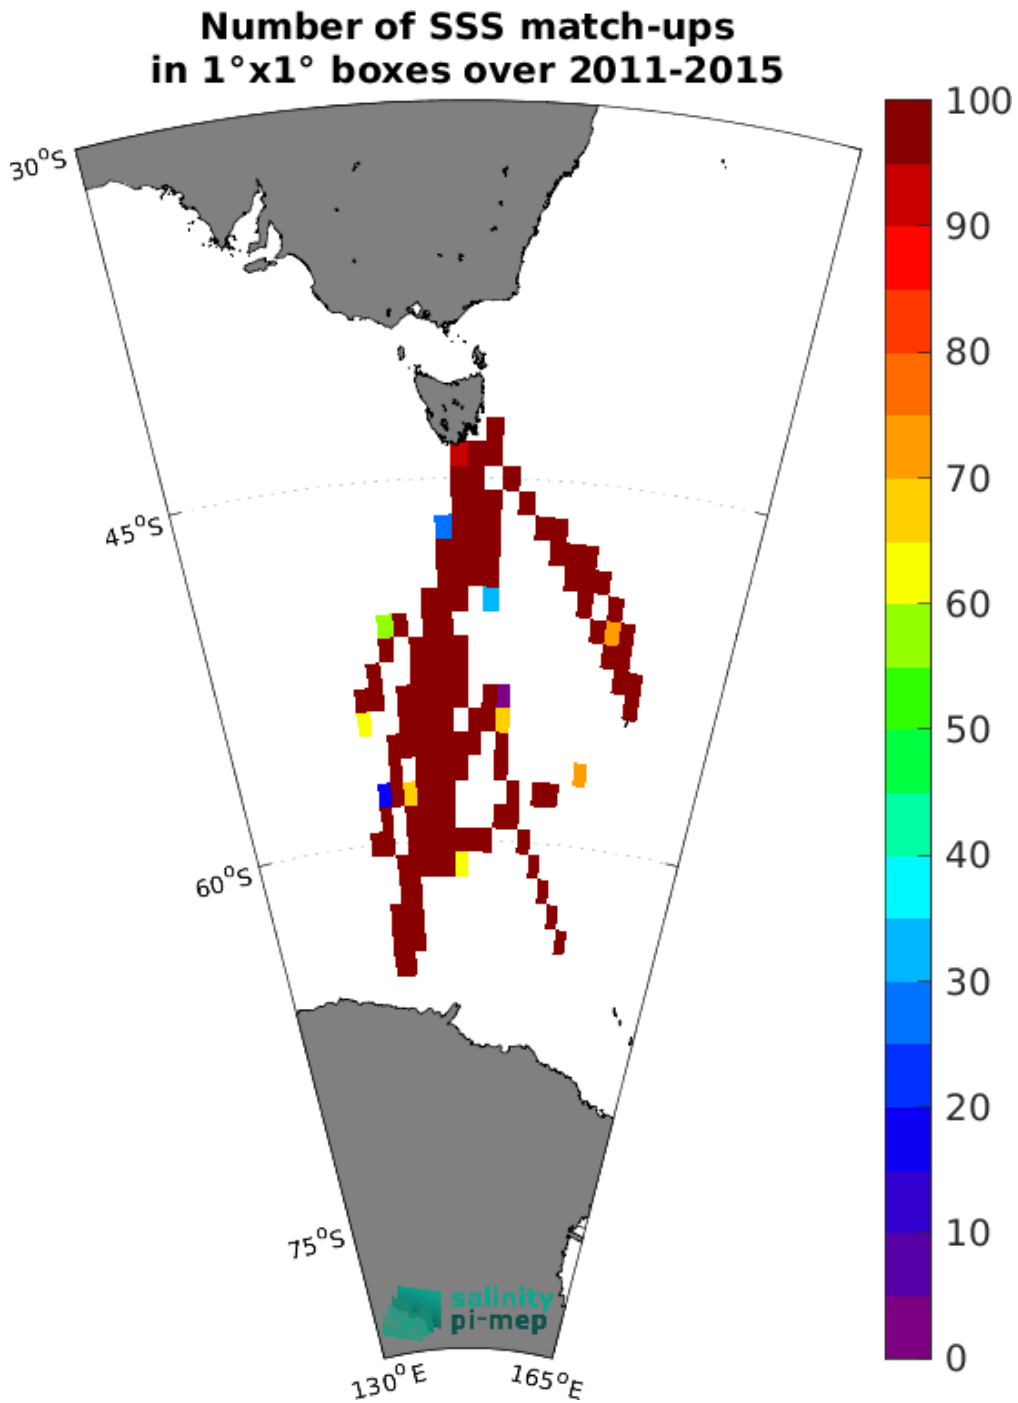 Number of SSS match-ups
in 1°x1° boxes over 2011-2015
30°S
45°S
60°S
75°S
130°E
165°E
100
90
80
70
60
50
40
30
20
10
0
salinity
pi-mep